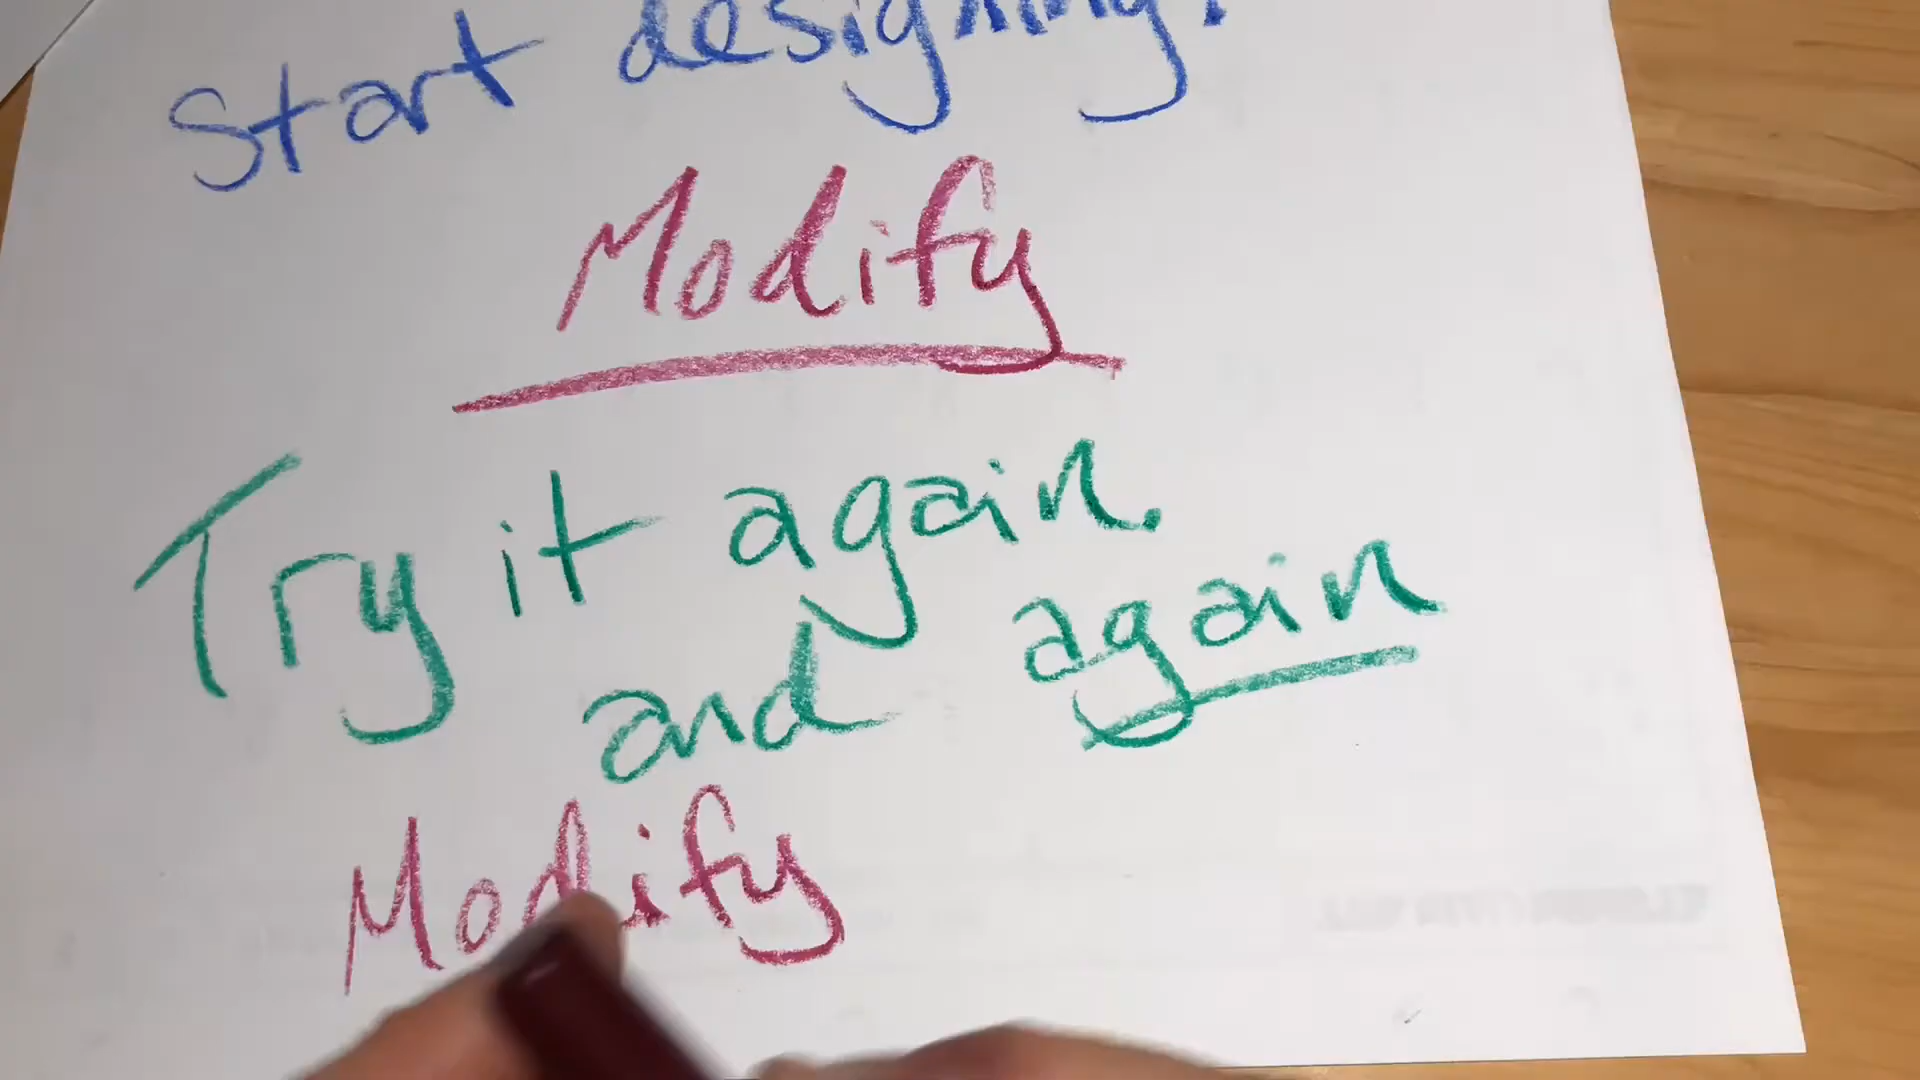 Start designing!
Modify
Try it again.
and again
Modify